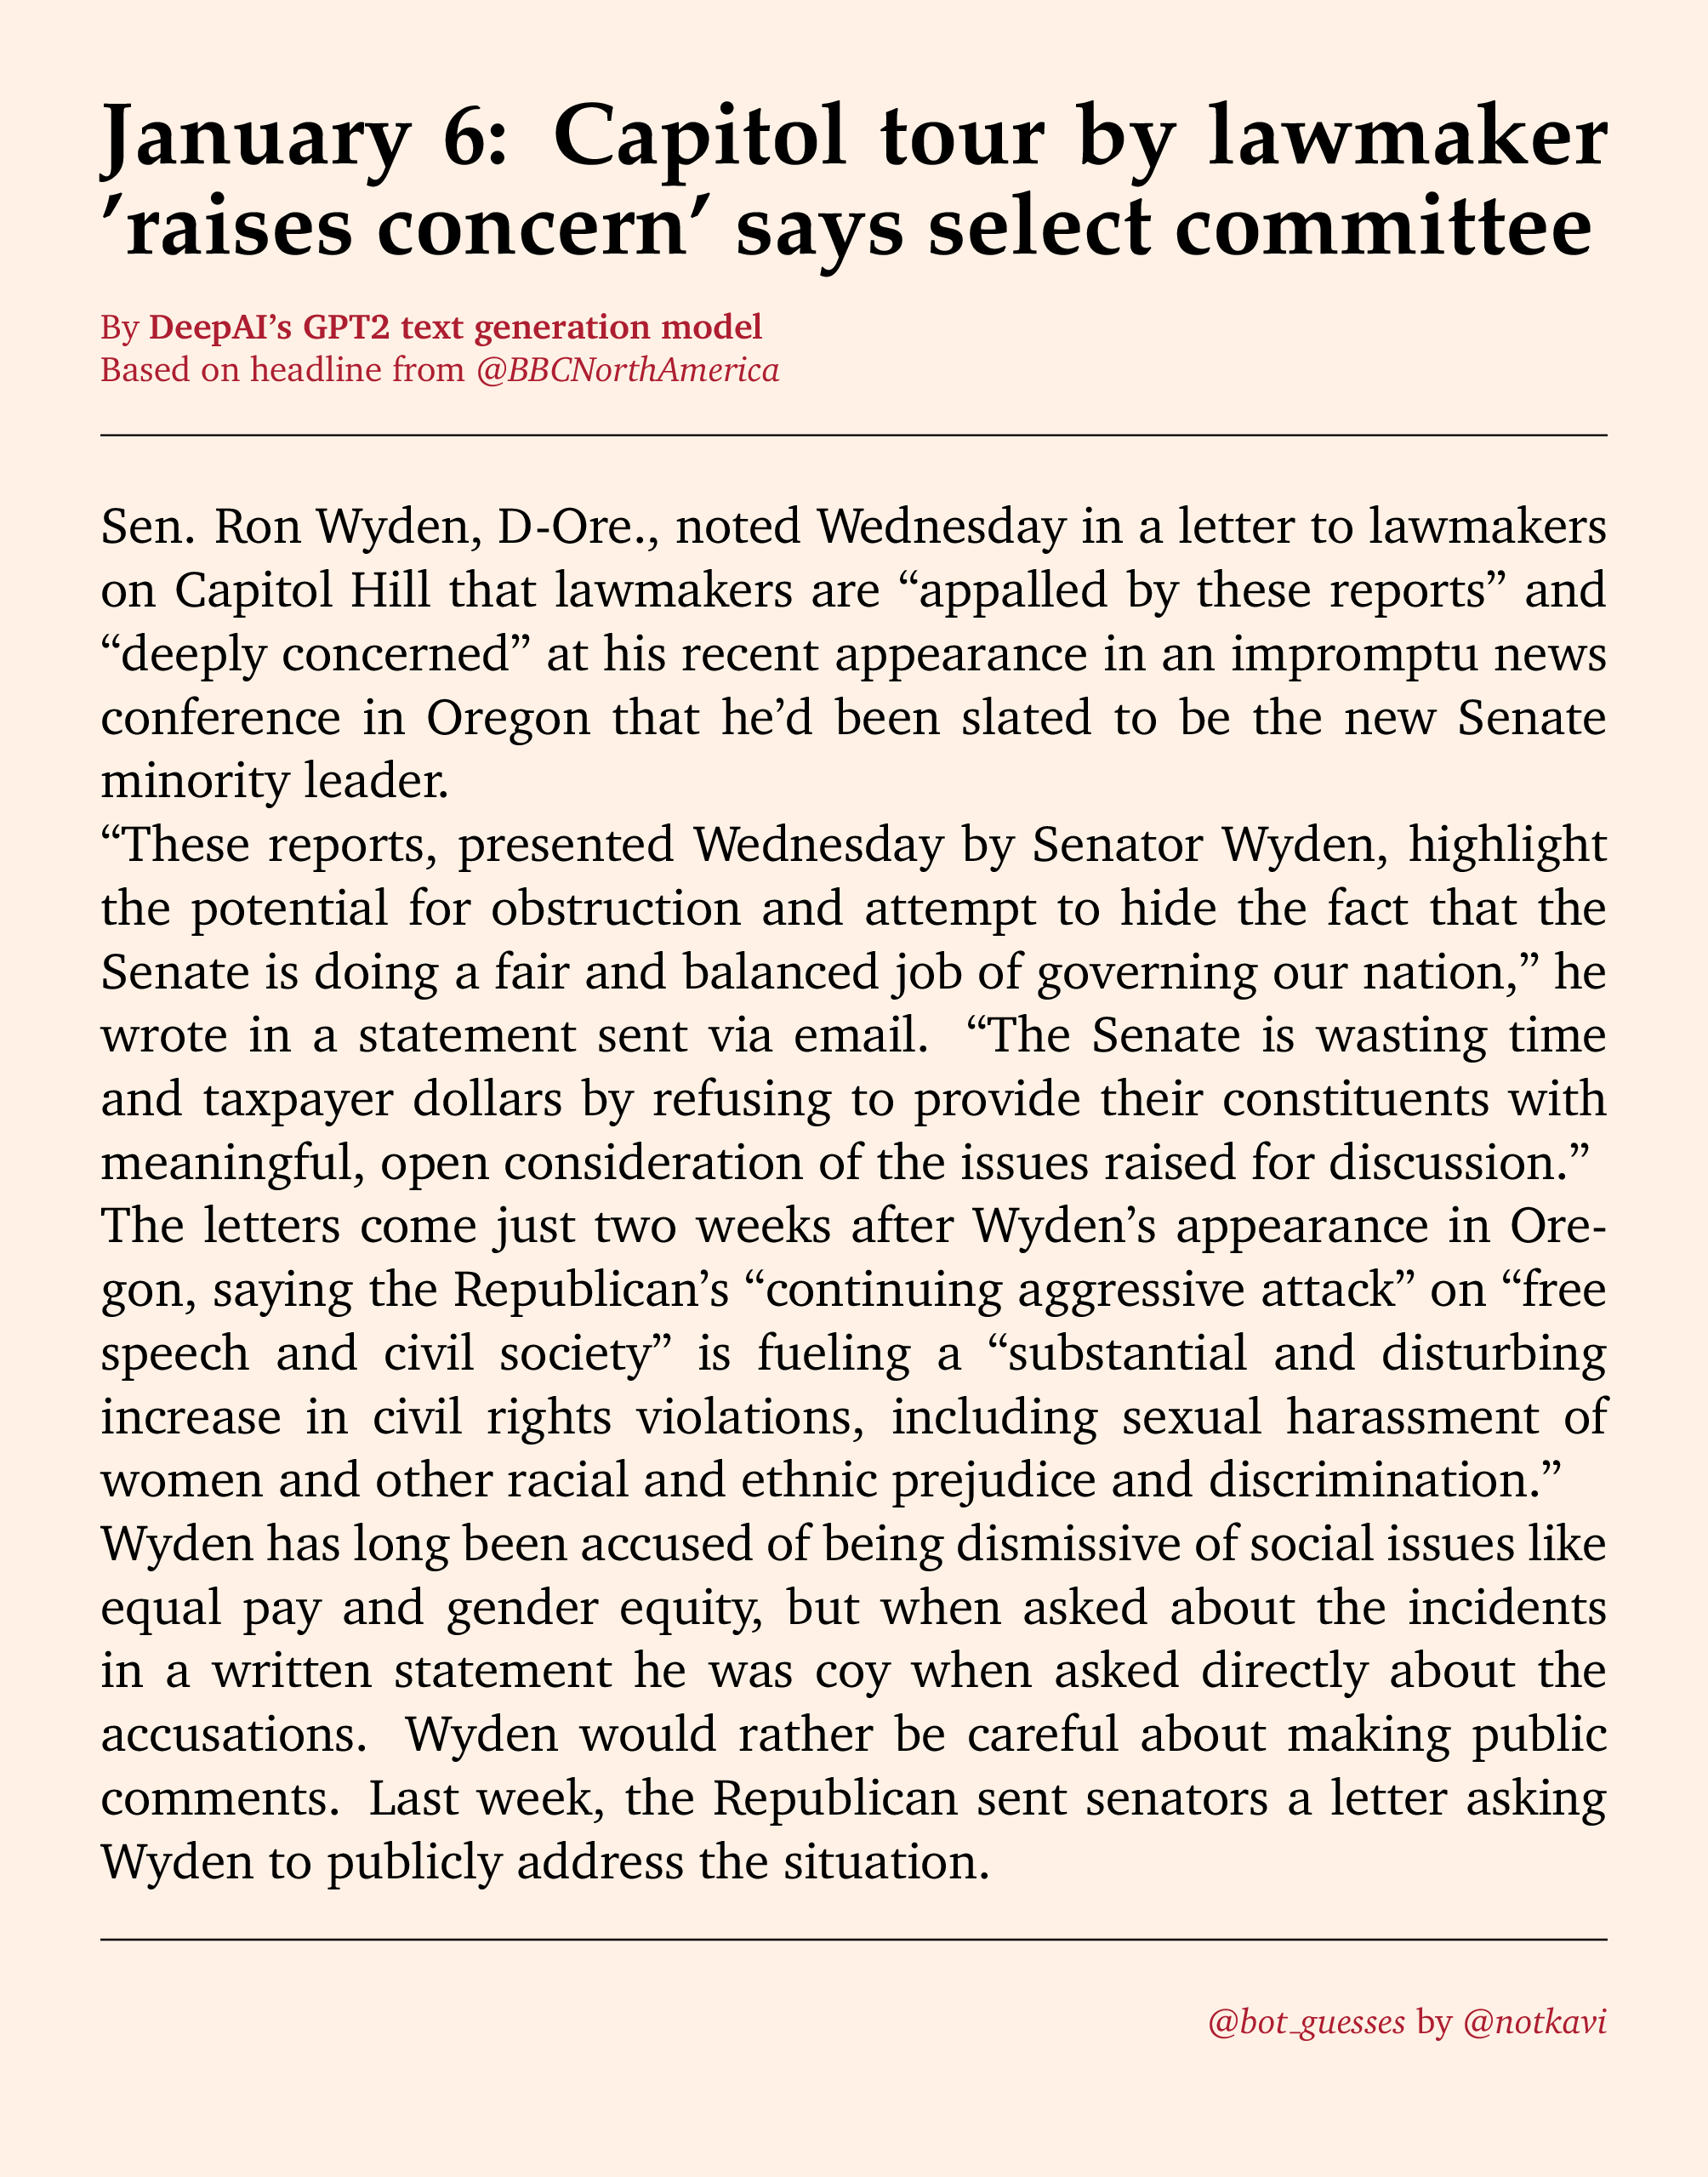 January 6: Capitol tour by lawmaker
'raises concern' says select committee
By DeepAI's GPT2 text generation model
Based on headline from @BBCNorthAmerica
Sen. Ron Wyden, D-Ore., noted Wednesday in a letter to lawmakers
on Capitol Hill that lawmakers are “appalled by these reports” and
“deeply concerned” at his recent appearance in an impromptu news
conference in Oregon that he’d been slated to be the new Senate
minority leader.
“These reports, presented Wednesday by Senator Wyden, highlight
the potential for obstruction and attempt to hide the fact that the
Senate is doing a fair and balanced job of governing our nation,” he
wrote in a statement sent via email. “The Senate is wasting time
and taxpayer dollars by refusing to provide their constituents with
meaningful, open consideration of the issues raised for discussion.”
The letters come just two weeks after Wyden’s appearance in Ore-
gon, saying the Republican’s “continuing aggressive attack” on “free
speech and civil society” is fueling a “substantial and disturbing
increase in civil rights violations, including sexual harassment of
women and other racial and ethnic prejudice and discrimination.”
Wyden has long been accused of being dismissive of social issues like
equal pay and gender equity, but when asked about the incidents
in a written statement he was coy when asked directly about the
accusations. Wyden would rather be careful about making public
comments. Last week, the Republican sent senators a letter asking
Wyden to publicly address the situation.
@bot_guesses by @notkavi